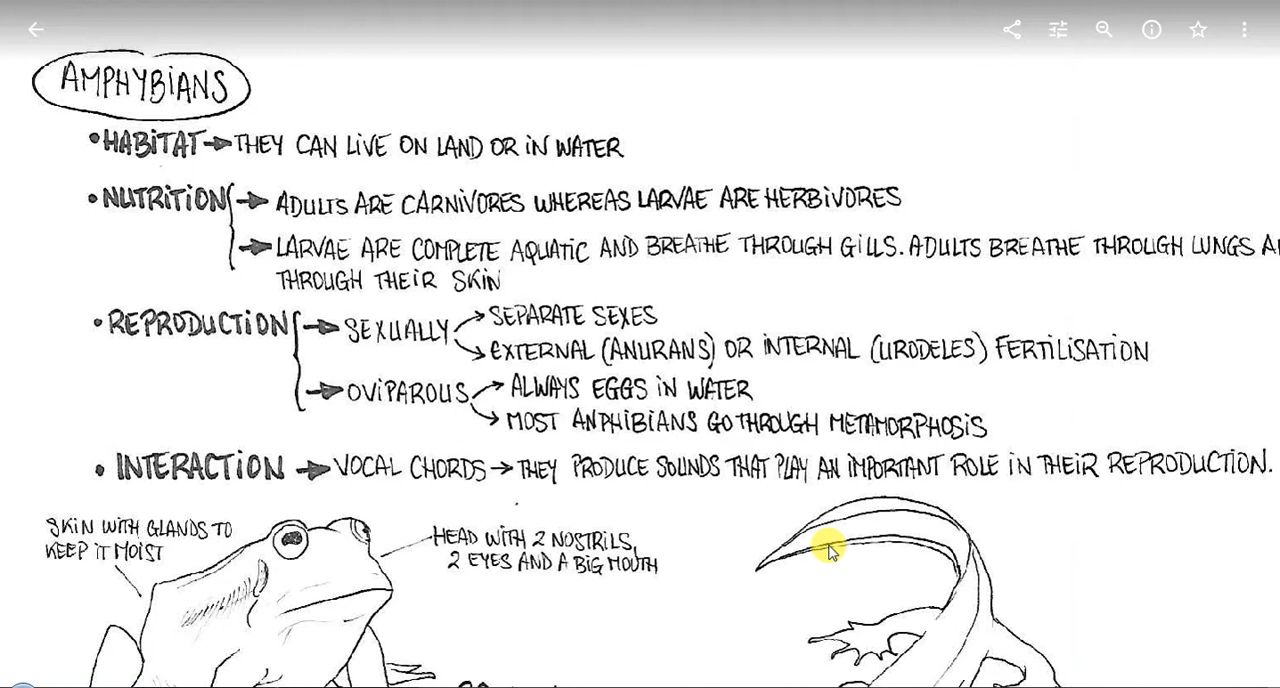 AMPHYBIANS
• HABITAT → THEY CAN LIVE ON LAND OR IN WATER
• NUTRITION → ADULTS ARE CARNIVORES WHEREAS LARVAE ARE HERBIVORES
→ LARVAE ARE COMPLETE AQUATIC AND BREATHE THROUGH GILLS. ADULTS BREATHE THROUGH LUNGS
THROUGH THEIR SKIN
• REPRODUCTION → SEXUALLY → SEPARATE SEXES
→ EXTERNAL (ANURANS) OR INTERNAL (URODELES) FERTILISATION
→ OVIPAROUS → ALWAYS EGGS IN WATER
→ MOST ANPHIBIANS GO THROUGH METAMORPHOSIS
• INTERACTION → VOCAL CHORDS → THEY PRODUCE SOUNDS THAT PLAY AN IMPORTANT ROLE IN THEIR REPRODUCTION.
SKIN WITH GLANDS TO
KEEP IT MOIST
HEAD WITH 2 NOSTRILS,
2 EYES AND A BIG MOUTH